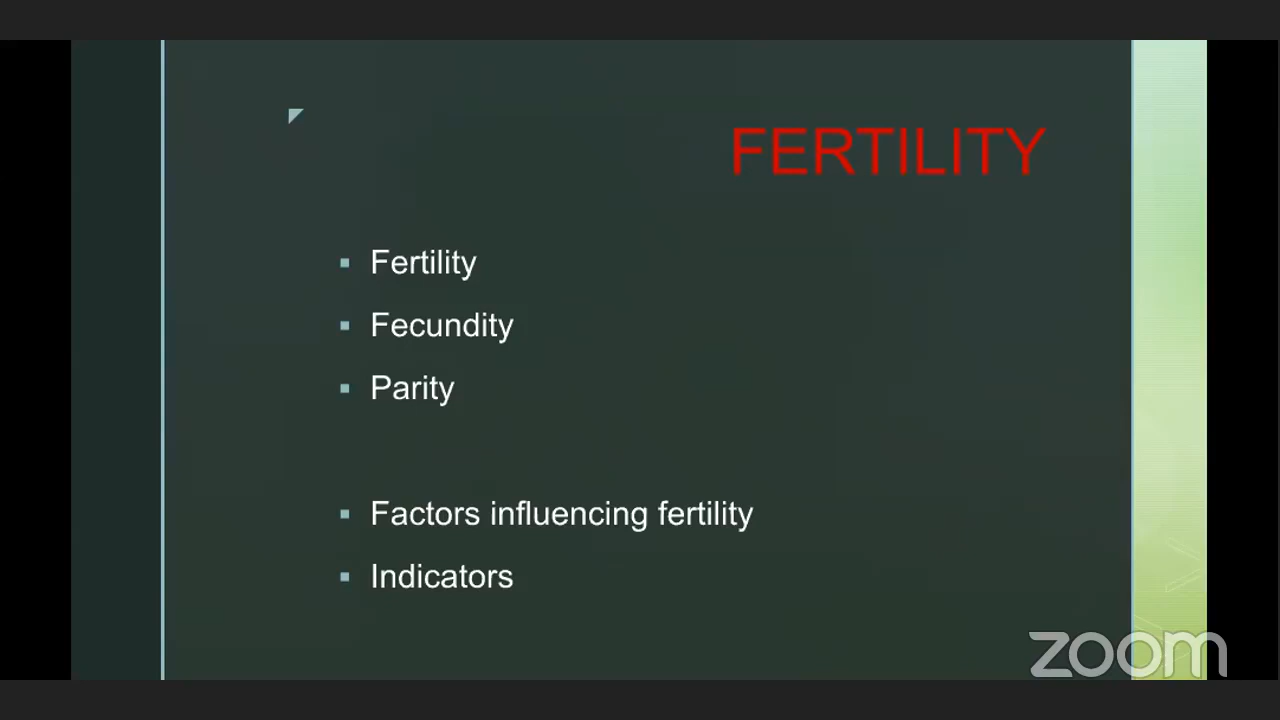 FERTILITY
Fertility
Fecundity
Parity
Factors influencing fertility
Indicators
zoom